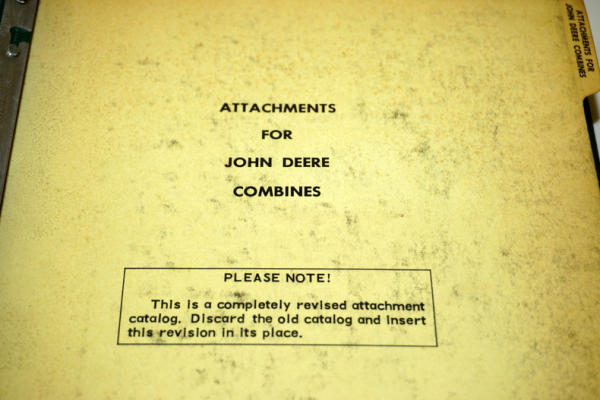 ATTACHMENTS FOR
JOHN DEERE COMBINES
ATTACHMENTS
FOR
JOHN DEERE
COMBINES
PLEASE NOTE!
This is a completely revised attachment
catalog. Discard the old catalog and insert
this revision in its place.